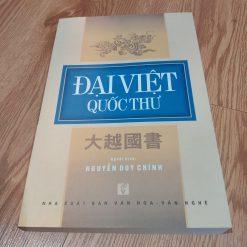 ĐẠI VIỆT
QUỐC THƯ
大越國書
NGUYỄN DUY CHÍNH
NHÀ XUẤT BẢN VĂN HÓA - VĂN NGHỆ